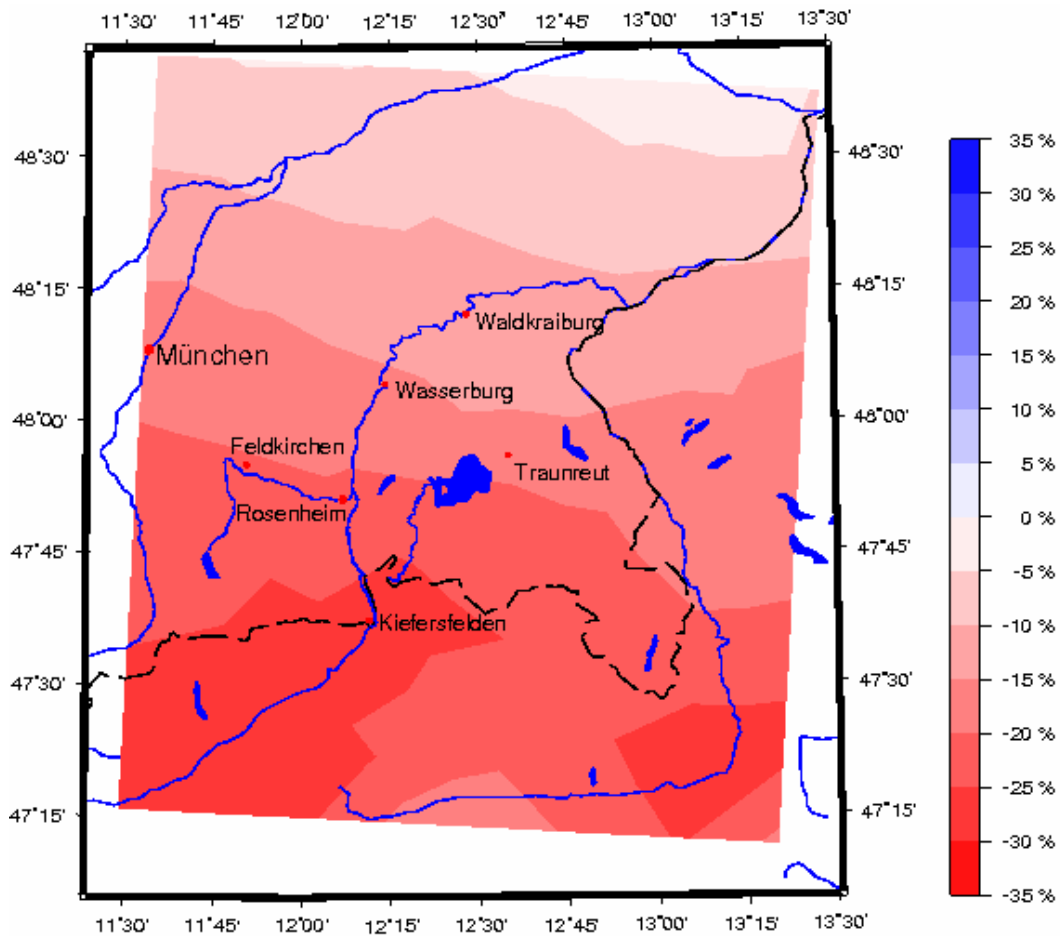 11˚30' 11˚45' 12˚00' 12˚15' 12˚30' 12˚45' 13˚00' 13˚15' 13˚30'
48˚30' 48˚30'
48˚15' 48˚15'
48˚00' 48˚00'
47˚45' 47˚45'
47˚30' 47˚30'
47˚15' 47˚15'
Waldkraiburg
München
Wasserburg
Feldkirchen
Traunreut
Rosenheim
Kiefersfelden
11˚30' 11˚45' 12˚00' 12˚15' 12˚30' 12˚45' 13˚00' 13˚15' 13˚30'
35 %
30 %
25 %
20 %
15 %
10 %
5 %
0 %
-5 %
-10 %
-15 %
-20 %
-25 %
-30 %
-35 %